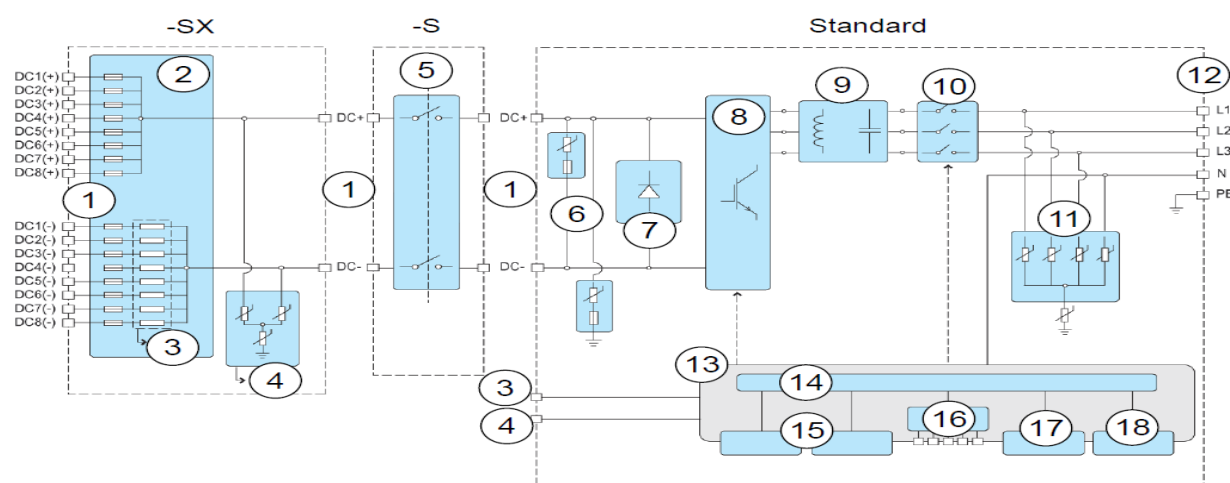 -SX
-S
Standard
DC1(+)
DC2(+)
DC3(+)
DC4(+)
DC5(+)
DC6(+)
DC7(+)
DC8(+)
2
5
12
8
9
10
L1
L2
L3
N
PE
DC+
DC+
1
1
1
6
7
11
DC1(-)
DC2(-)
DC3(-)
DC4(-)
DC5(-)
DC6(-)
DC7(-)
DC8(-)
DC-
DC-
3
4
13
14
3
4
15
16
17
18